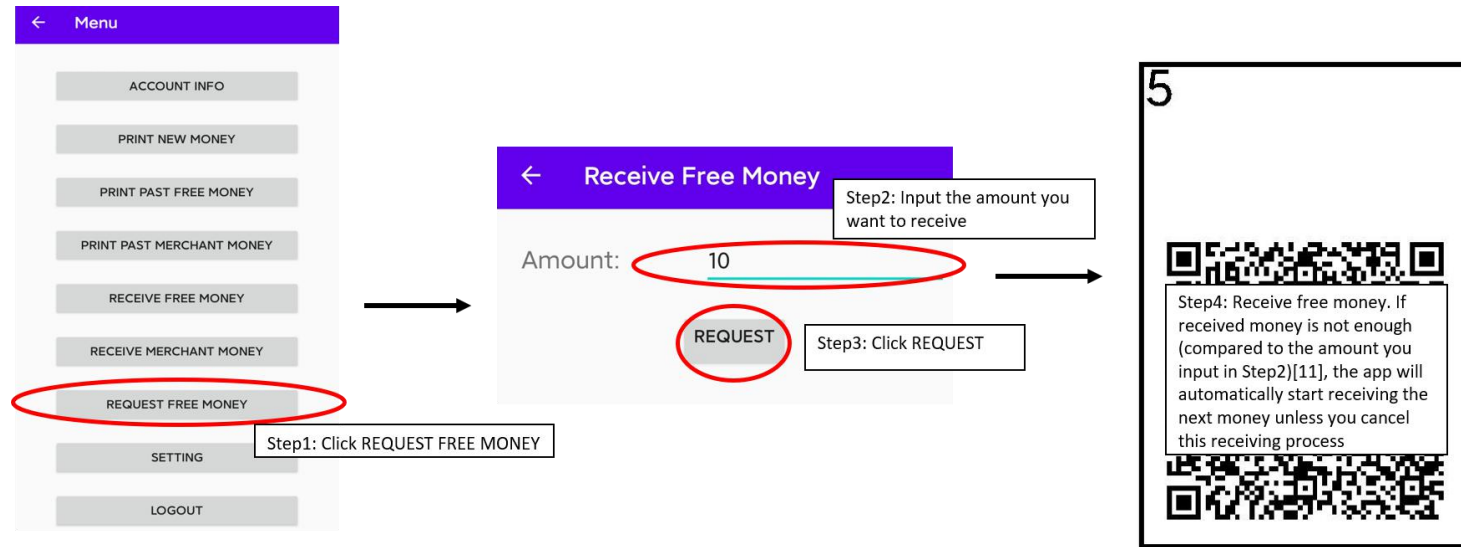 ← Menu
ACCOUNT INFO
PRINT NEW MONEY
PRINT PAST FREE MONEY
PRINT PAST MERCHANT MONEY
RECEIVE FREE MONEY
RECEIVE MERCHANT MONEY
REQUEST FREE MONEY
Step1: Click REQUEST FREE MONEY
SETTING
LOGOUT
← Receive Free Money
Step2: Input the amount you
want to receive
Amount: 10
REQUEST
Step3: Click REQUEST
5
Step4: Receive free money. If
received money is not enough
(compared to the amount you
input in Step2)[11], the app will
automatically start receiving the
next money unless you cancel
this receiving process